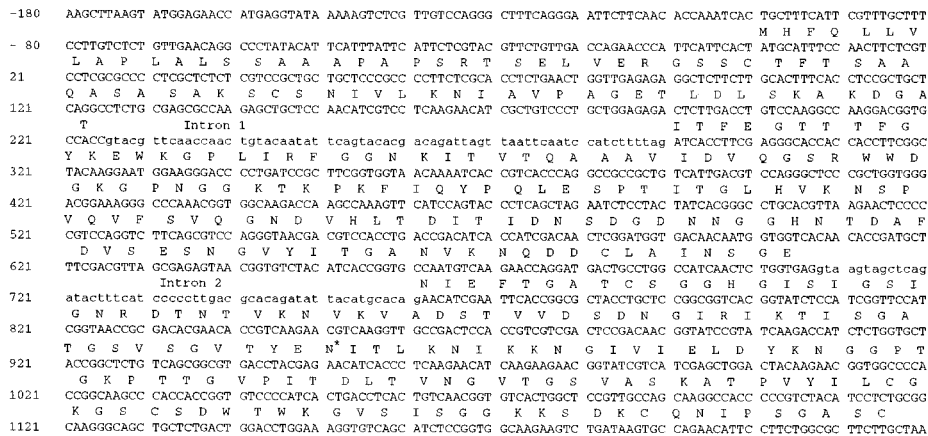 -180 AAGCTTAAGT ATGGAGAACC ATGAGGTATA AAAAGTCTCG TTGTCCAGGG CTTTCAGGGA ATTCTTCAAC ACCAAATCAC TGCTTTCATT CGTTTGCTTT
M H F Q L L V
- 80 CCTTGTCTCT GTTGAACAGG CCCTATACAT TCATTTATTC ATTCTCGTAC GTTCTGTTGA CCAGAACCCA TTCATTCACT ATGCATTTCC AACTTCTCGT
L A P L A L S S A A P A P S R T S E L V E R G S S C T F T S A A
21 CCTCGCGCCC CTCGCTCTCT CGTCCGCTGC TGCTCCCGCC CCTTCTCGCA CCTCTGAACT GGTTGAGAGA GGCTCTTCTT GCACTTTCAC CTCCGCTGCT
Q A S A S A K S C S N I V L K N I A V P A G E T L D L S K A K D G A
121 CAGGCCTCTG CGAGCGCCAA GAGCTGCTCC AACATCGTCC TCAAGAACAT CGCTGTCCCT GCTGGAGAGA CTCTTGACCT GTCCAAGGCC AAGGACGGTG
T Intron 1 I T F E G T T T F G
221 CCACCgtacg ttcaaccaac tgtacaatat tcagtacacg acagattagt taattcaatc catcttttag ATCACCTTCG AGGGCACCAC CACCTTCGGC
Y K E W K G P L I R F G G N K I T V T Q A A A V I D V Q G S R W W D
321 TACAAGGAAT GGAAGGGACC CCTGATCCGC TTCGGTGGTA ACAAAATCAC CGTCACCCAG GCCGCCGCTG TCATTGACGT CCAGGGCTCC CGCTGGTGGG
G K G P N G G K T K P K F I Q Y P Q L E S P T I T G L H V K N S P
421 ACGGAAAGGG CCCAAACGGT GGCAAGACCA AGCCAAAGTT CATCCAGTAC CCTCAGCTAG AATCTCCTAC TATCACGGGC CTGCACGTTA AGAACTCCCC
V Q V F S V Q G N D V H L T D I T I D N S D G D N N G G H N T D A F
521 CGTCCAGGTC TTCAGCGTCC AGGGTAACGA CGTCCACCTG ACCGACATCA CCATCGACAA CTCGGATGGT GACAACAATG GTGGTCACAA CACCGATGCT
D V S E S N G V Y I T G A N V K N Q D D C L A I N S G E
621 TTCGACGTTA GCGAGAGTAA CGGTGTCTAC ATCACCGGTG CCAATGTCAA GAACCAGGAT GACTGCCTGG CCATCAACTC TGGTGAGgta agtagctcag
Intron 2 N I E F T G A T C S G G H G I S I G S I
721 atactttcat cccccttgac gcacagatat tacatgcaca gAACATCGAA TTCACCGGCG CTACCTGCTC CGGCGGTCAC GGTATCTCCA TCGGTTCCAT
G N R D T N T V K N V K V A D S T V V D S D N G I R I K T I S G A
821 CGGTAACCGC GACACGAACA CCGTCAAGAA CGTCAAGGTT GCCGACTCCA CCGTCGTCGA CTCCGACAAC GGTATCCGTA TCAAGACCAT CTCTGGTGCT
T G S V S G V T Y E N* I T L K N I K K N G I V I E L D Y K N G G P T
921 ACCGGCTCTG TCAGCGGCGT GACCTACGAG AACATCACCC TCAAGAACAT CAAGAAGAAC GGTATCGTCA TCGAGCTGGA CTACAAGAAC GGTGGCCCCA
G K P T T G V P I T D L T V N G V T G S V A S K A T P V Y I L C G
1021 CCGGCAAGCC CACCACCGGT GTCCCCATCA CTGACCTCAC TGTCAACGGT GTCACTGGCT CCGTTGCCAG CAAGGCCACC CCCGTCTACA TCCTCTGCGG
K G S C S D W T W K G V S I S G G K K S D K C Q N I P S G A S C
1121 CAAGGGCAGC TGCTCTGACT GGACCTGGAA AGGTGTCAGC ATCTCCGGTG GCAAGAAGTC TGATAAGTGC CAGAACATTC CTTCTGGCGC TTCTTGCTAA